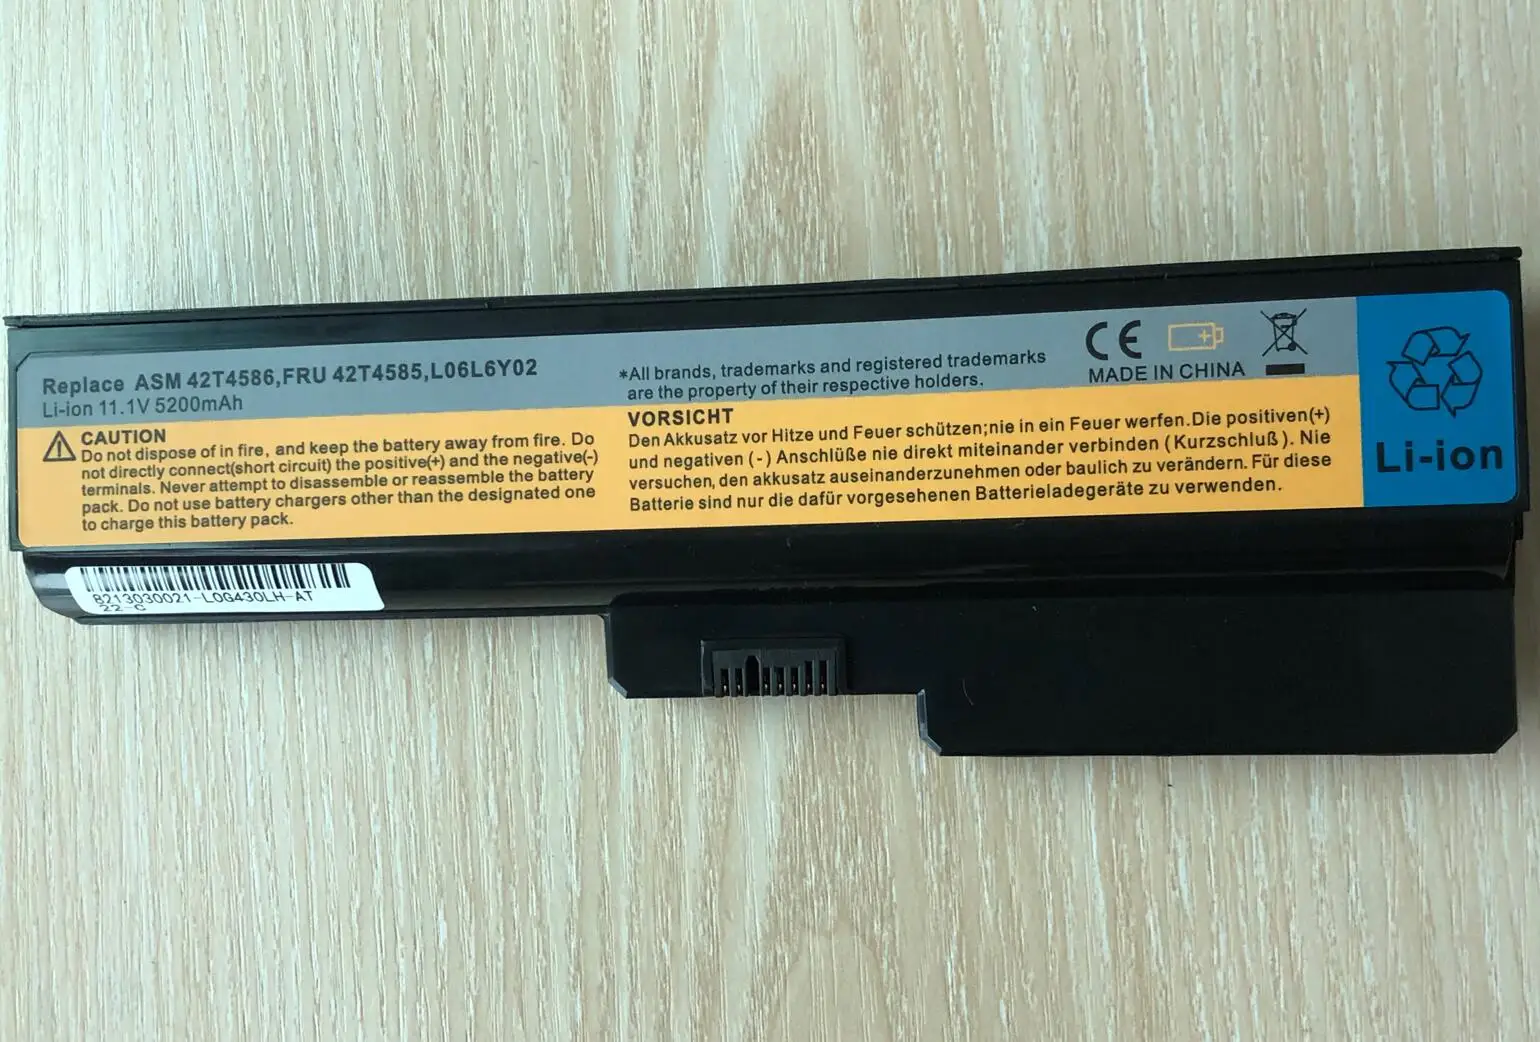 Replace ASM 42T4586,FRU 42T4585,L06L6Y02
Li-ion 11.1V 5200mAh
*All brands, trademarks and registered trademarks
are the property of their respective holders.
CE
MADE IN CHINA
CAUTION
Do not dispose of in fire, and keep the battery away from fire. Do
not directly connect(short circuit) the positive(+) and the negative(-)
terminals. Never attempt to disassemble or reassemble the battery
pack. Do not use battery chargers other than the designated one
to charge this battery pack.
VORSICHT
Den Akkusatz vor Hitze und Feuer schützen;nie in ein Feuer werfen.Die positiven(+)
und negativen (-) Anschlüße nie direkt miteinander verbinden (Kurzschluß). Nie
versuchen, den akkusatz auseinanderzunehmen oder baulich zu verändern. Für diese
Batterie sind nur die dafür vorgesehenen Batterieladegeräte zu verwenden.
Li-ion
8213030021-L0G430LH-AT
22-C